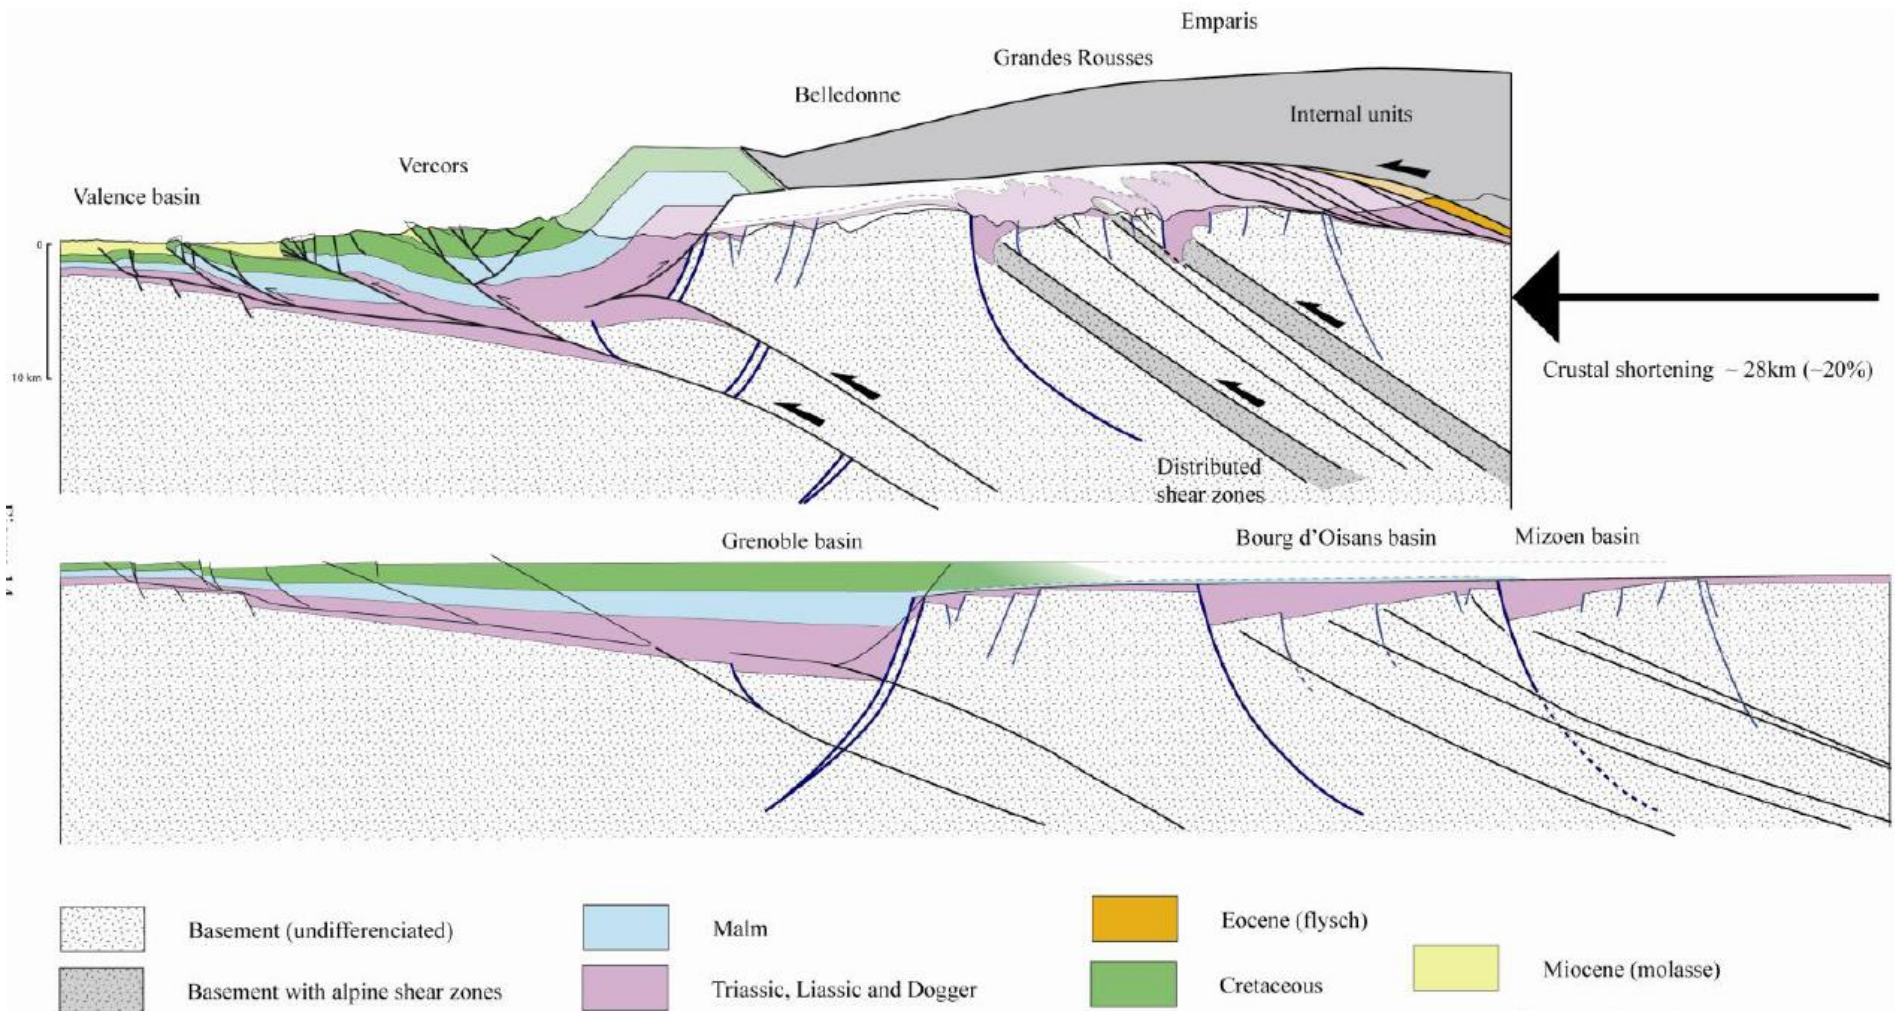 Emparis
Grandes Rousses
Belledonne
Internal units
Vercors
Valence basin
0
10 km
Crustal shortening ~ 28km (~20%)
Distributed
shear zones
Grenoble basin
Bourg d'Oisans basin
Mizoen basin
Basement (undifferenciated)
Malm
Eocene (flysch)
Miocene (molasse)
Basement with alpine shear zones
Triassic, Liassic and Dogger
Cretaceous